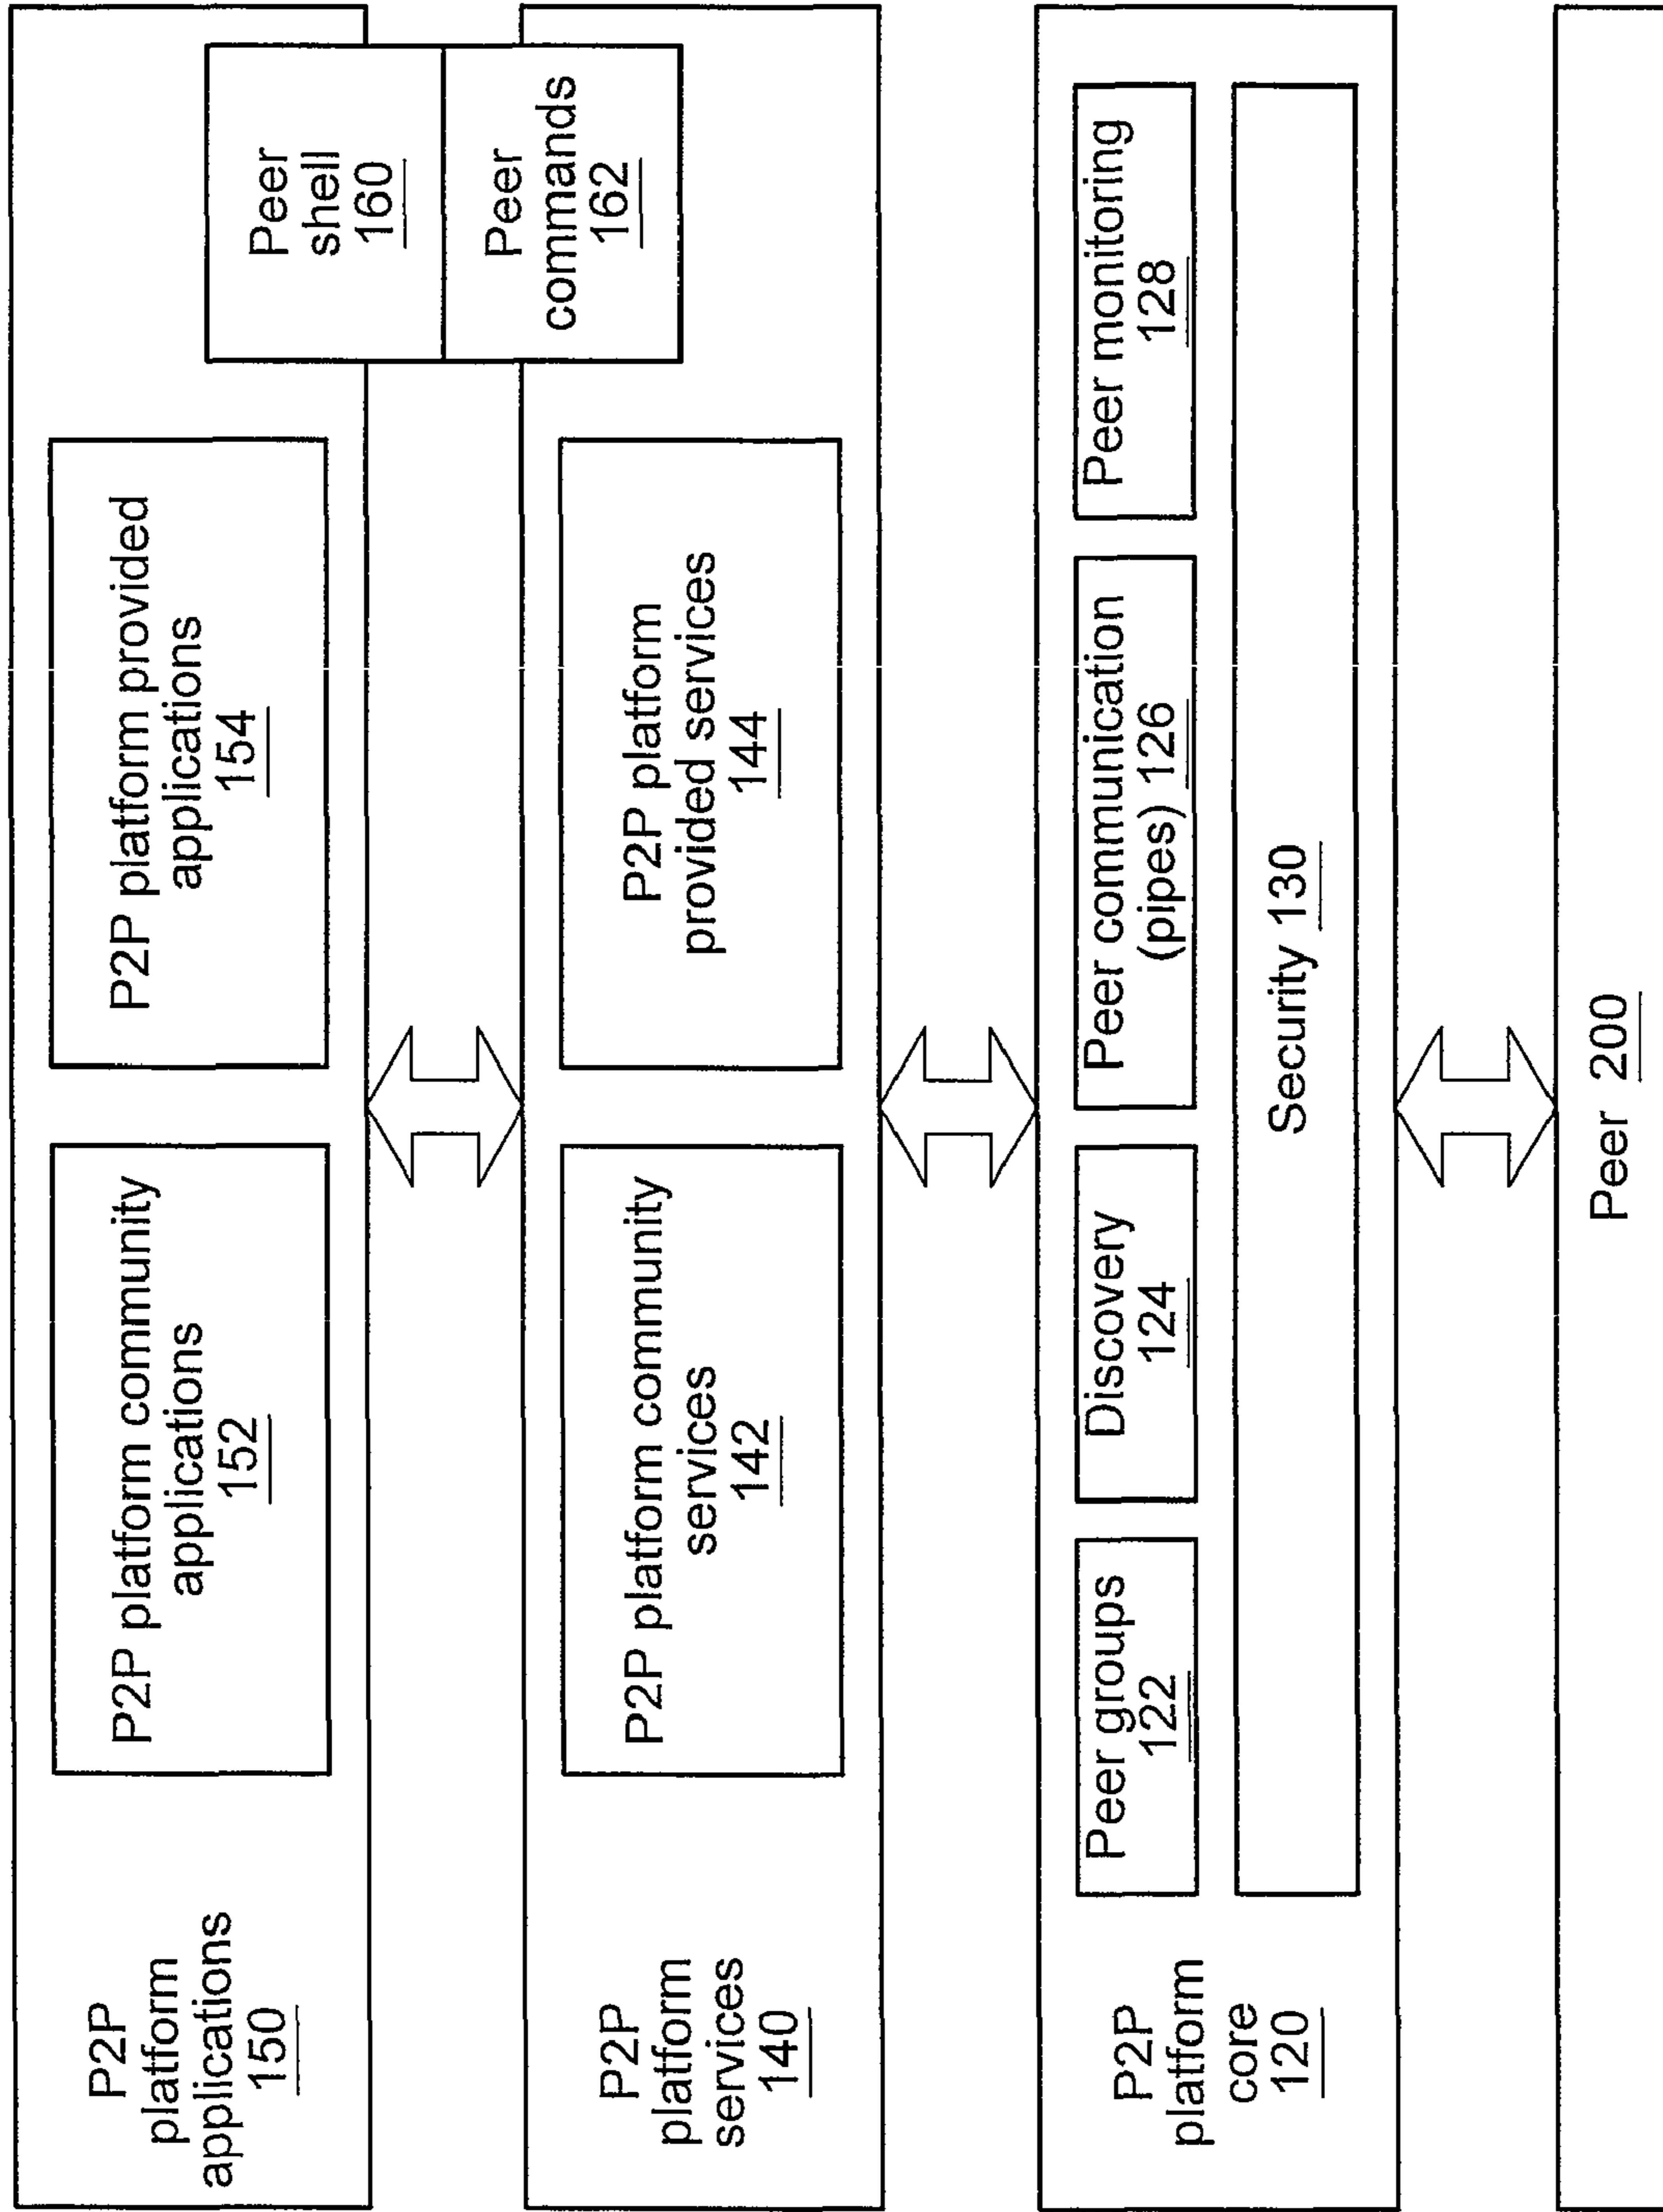 P2P
platform
applications
150
P2P platform community
applications
152
P2P platform provided
applications
154
Peer
shell
160
Peer
commands
162
P2P
platform
services
140
P2P platform community
services
142
P2P platform
provided services
144
P2P
platform
core
120
Peer groups
122
Discovery
124
Peer communication
(pipes) 126
Peer monitoring
128
Security 130
Peer 200